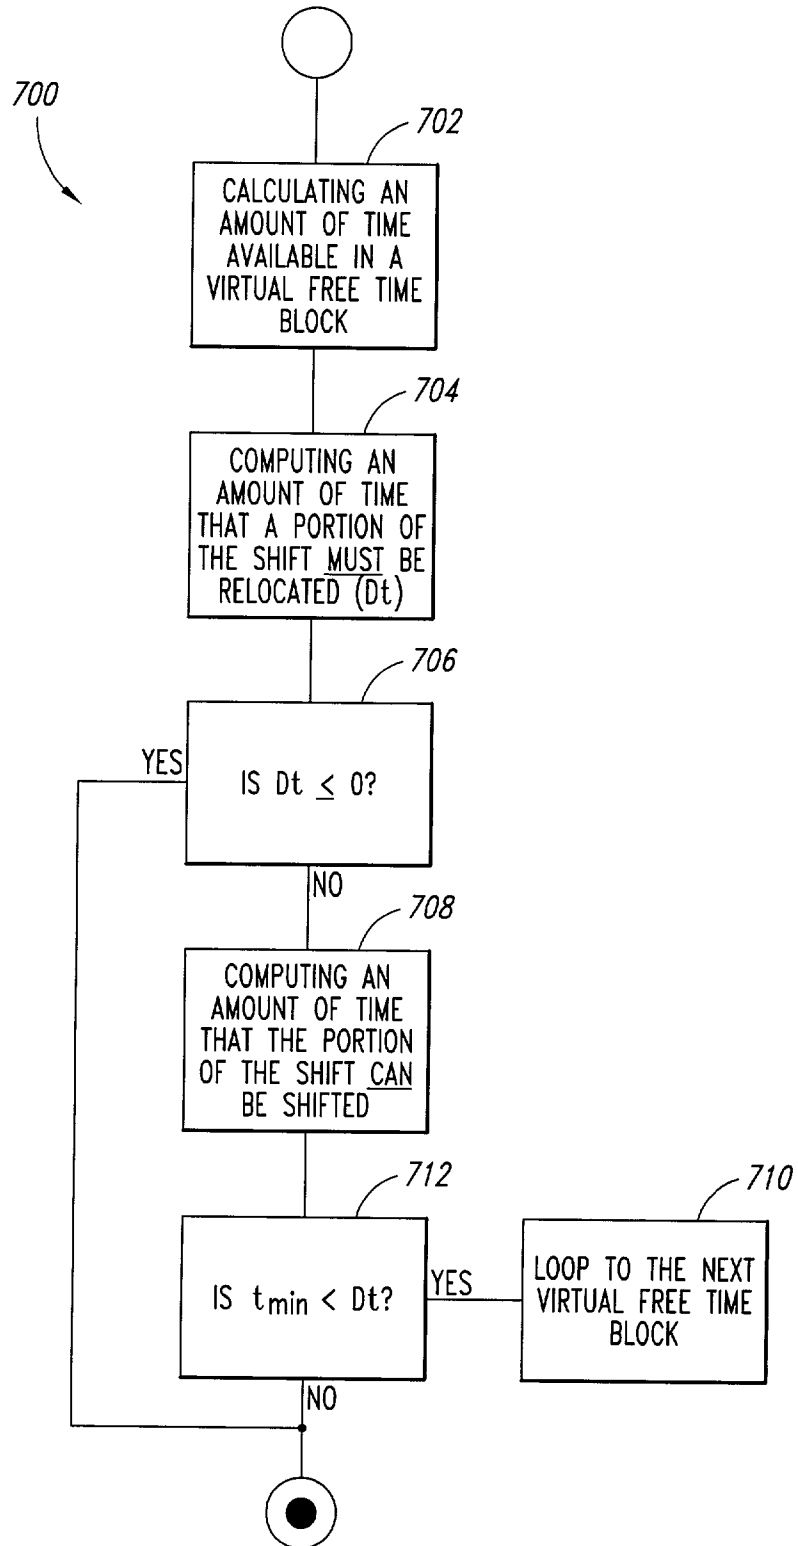 700
702
CALCULATING AN
AMOUNT OF TIME
AVAILABLE IN A
VIRTUAL FREE TIME
BLOCK
704
COMPUTING AN
AMOUNT OF TIME
THAT A PORTION OF
THE SHIFT MUST BE
RELOCATED (Dt)
706
YES
IS Dt ≤ 0?
NO
708
COMPUTING AN
AMOUNT OF TIME
THAT THE PORTION
OF THE SHIFT CAN
BE SHIFTED
712
IS tmin < Dt?
YES
710
LOOP TO THE NEXT
VIRTUAL FREE TIME
BLOCK
NO